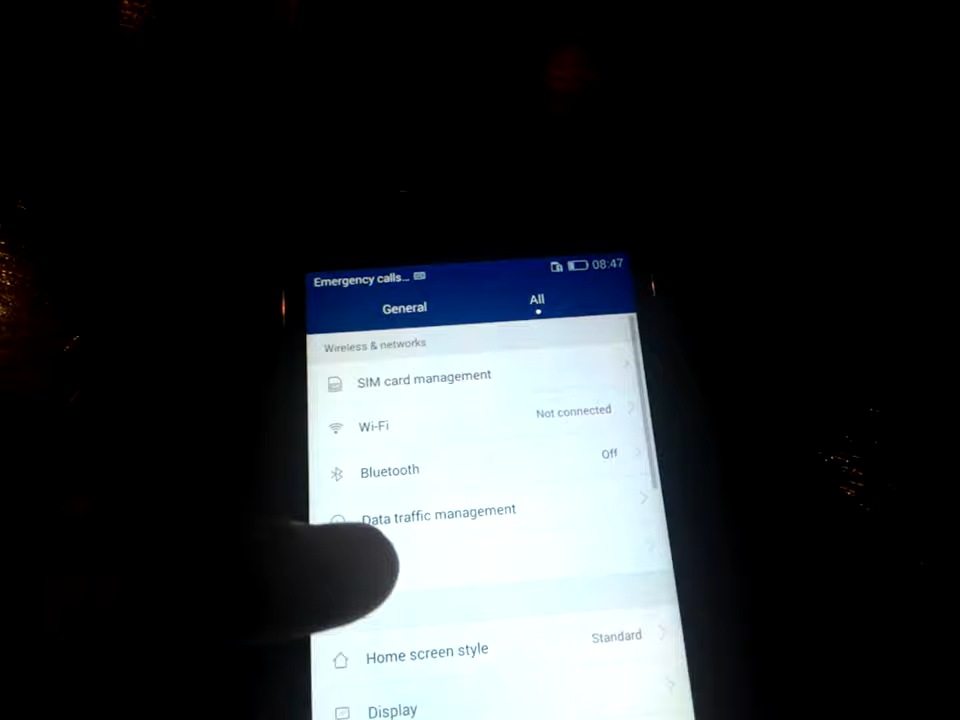 Emergency calls... 08:47
General All
Wireless & networks
SIM card management
Wi-Fi Not connected
Bluetooth Off
Data traffic management
Home screen style Standard
Display